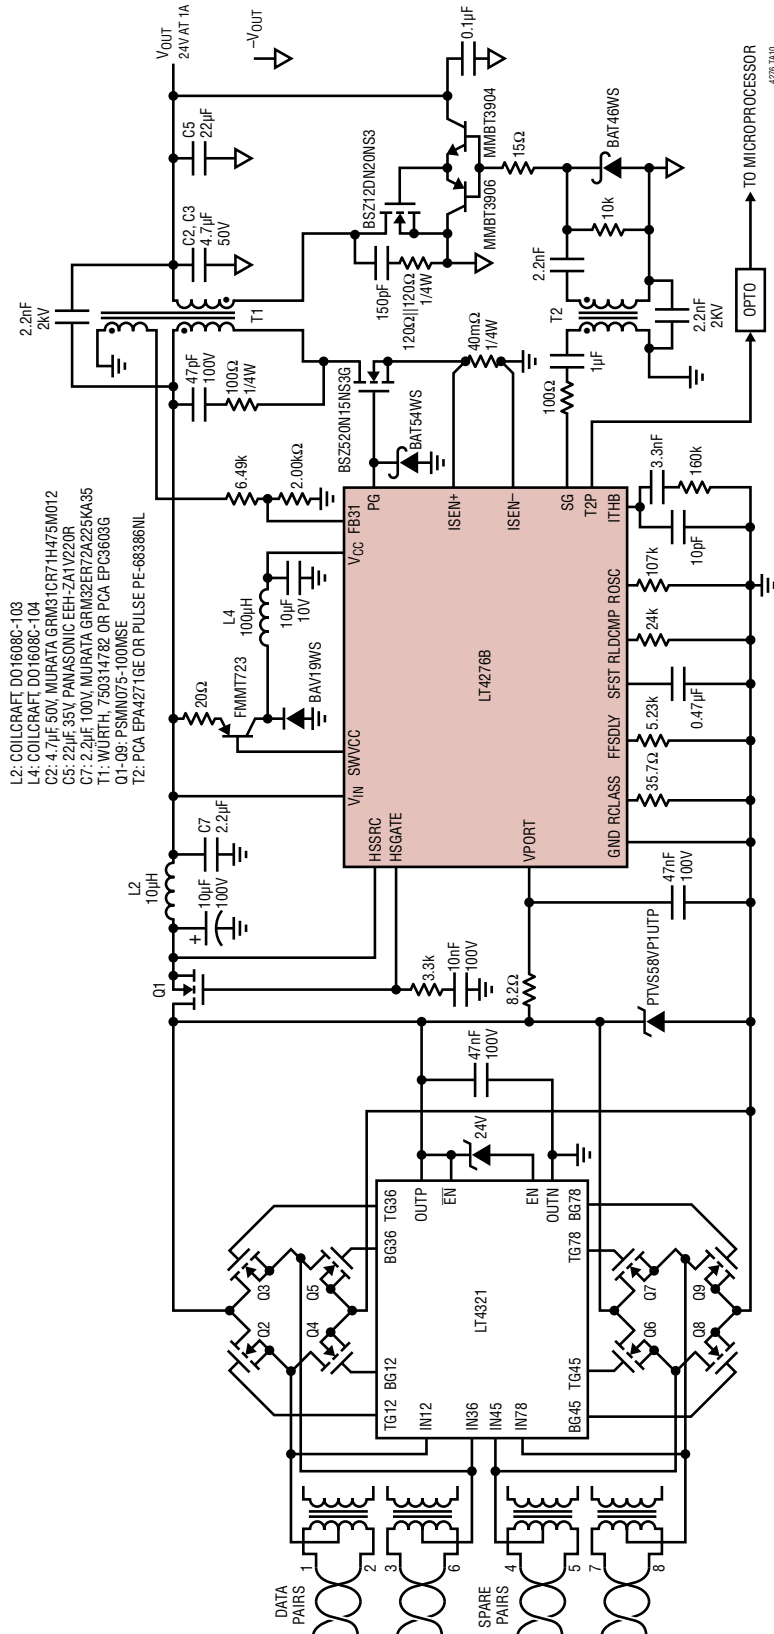 L2: COILCRAFT, DO1608C-103
L4: COILCRAFT, DO1608C-104
C2: 4.7µF, 50V, MURATA GRM31CR71H475M012
C5: 22µF, 35V, PANASONIC EEH-ZA1V220R
C7: 2.2µF, 100V, MURATA GRM32ER72A225KA35
T1: WÜRTH, 750314782 OR PCA EPC3603G
Q1-Q9: PSMN075-100MSE
T2: PCA EPA4271GE OR PULSE PE-68386NL
DATA
PAIRS
1
2
3
6
SPARE
PAIRS
4
5
7
8
Q2
Q3
Q4
Q5
TG12
BG12
BG36
TG36
IN12
IN36
IN45
IN78
LT4321
OUTP
EN
EN
OUTN
BG45
TG45
TG78
BG78
Q6
Q7
Q8
Q9
24V
47nF
100V
Q1
3.3k
10nF
100V
8.2Ω
PTVS58VP1UTP
47nF
100V
L2
10µH
+
10µF
100V
C7
2.2µF
HSSRC
HSGATE
VIN
SWVCC
VCC
FB31
VPORT
LT4276B
PG
ISEN+
ISEN–
SG
T2P
ITHB
GND
RCLASS
FFSDLY
SFST
RLDCMP
ROSC
35.7Ω
5.23k
0.47µF
24k
107k
10pF
3.3nF
160k
20Ω
FMMT723
BAV19WS
L4
100µH
10µF
10V
6.49k
2.00kΩ
47pF
100V
100Ω
1/4W
2.2nF
2kV
T1
C2, C3
4.7µF
50V
C5
22µF
VOUT
24V AT 1A
–VOUT
BSZ520N15NS3G
BAT54WS
40mΩ
1/4W
150pF
120Ω||120Ω
1/4W
BSZ12DN20NS3
MMBT3906
MMBT3904
0.1µF
15Ω
100Ω
1µF
T2
2.2nF
10k
BAT46WS
2.2nF
2KV
OPTO
TO MICROPROCESSOR
4276 TA10